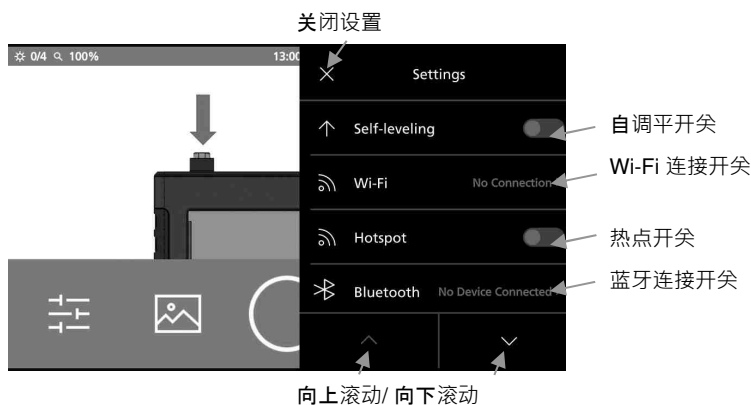 关闭设置
0/4 100% 13:00
Settings
Self-leveling
自调平开关
Wi-Fi No Connection
Wi-Fi 连接开关
Hotspot
热点开关
Bluetooth No Device Connected
蓝牙连接开关
向上滚动/ 向下滚动